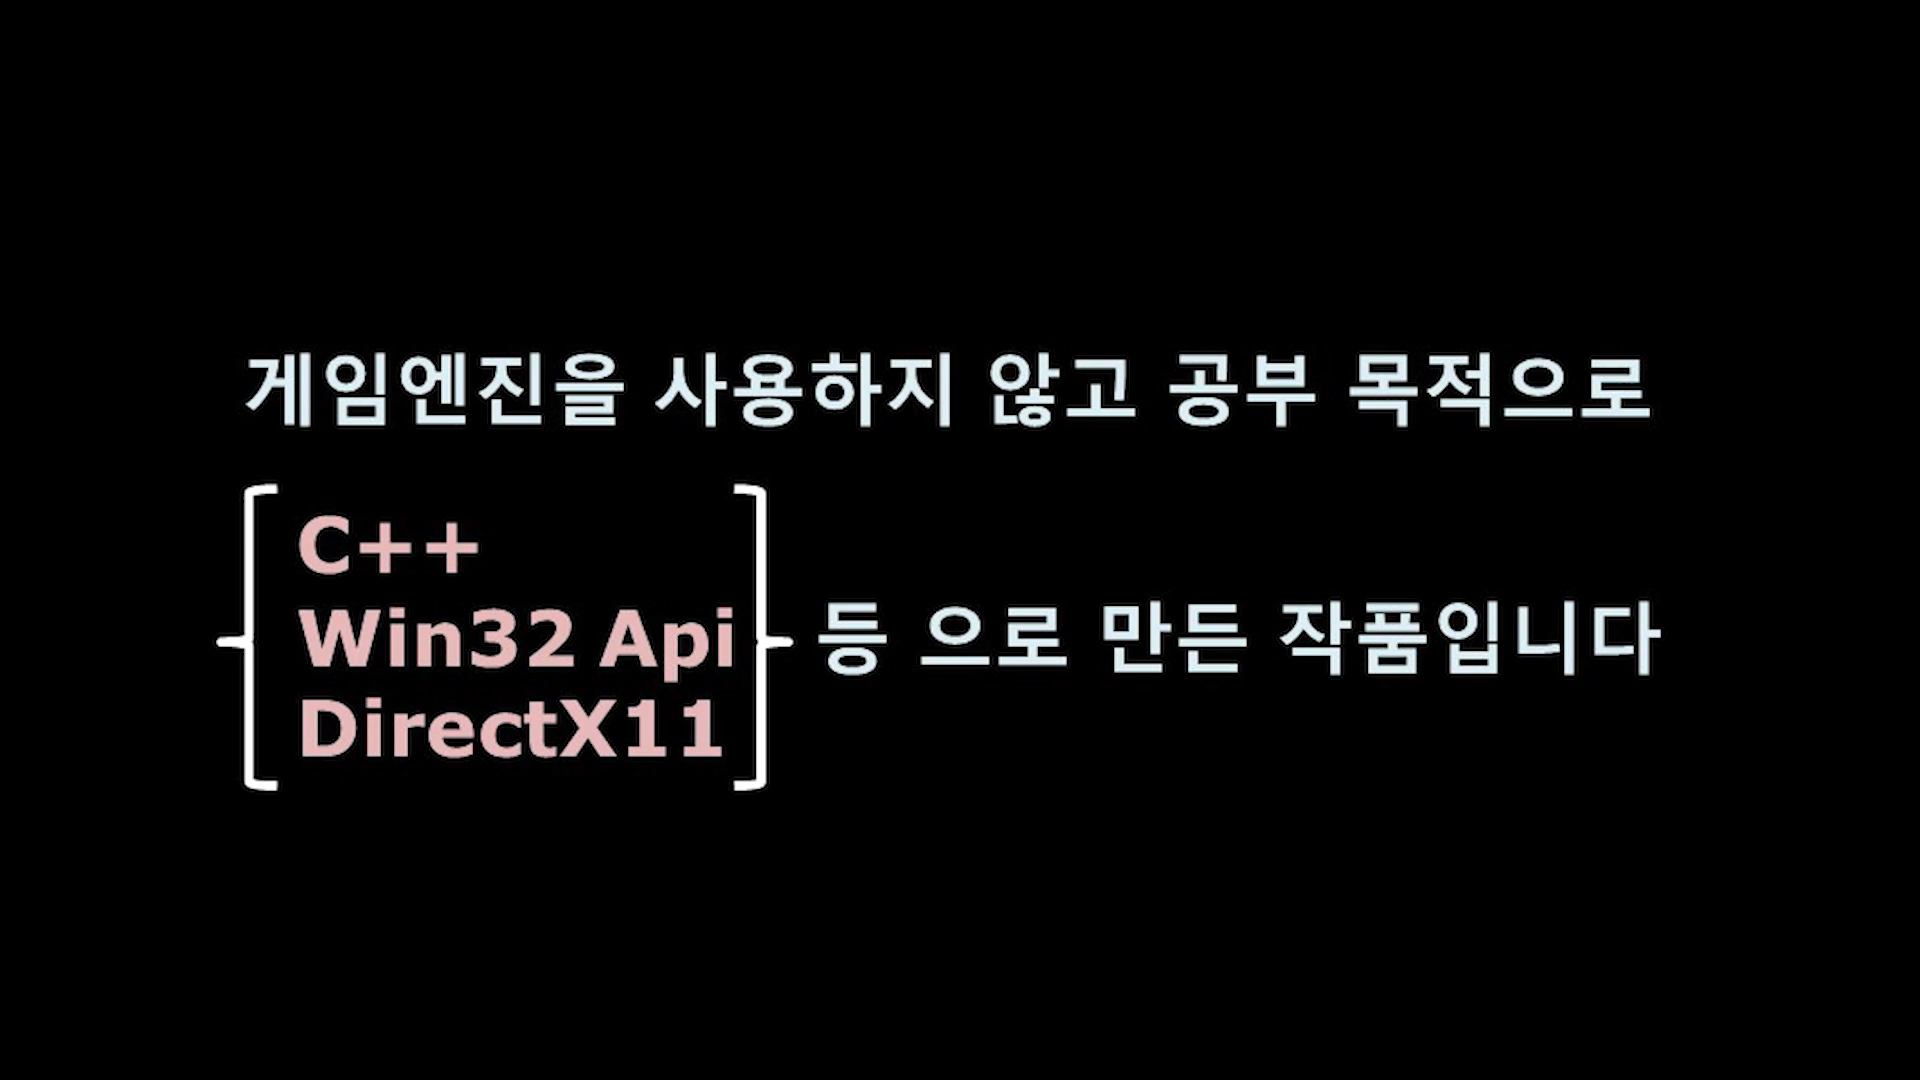 게임엔진을 사용하지 않고 공부 목적으로
C++
Win32 Api
DirectX11
등 으로 만든 작품입니다